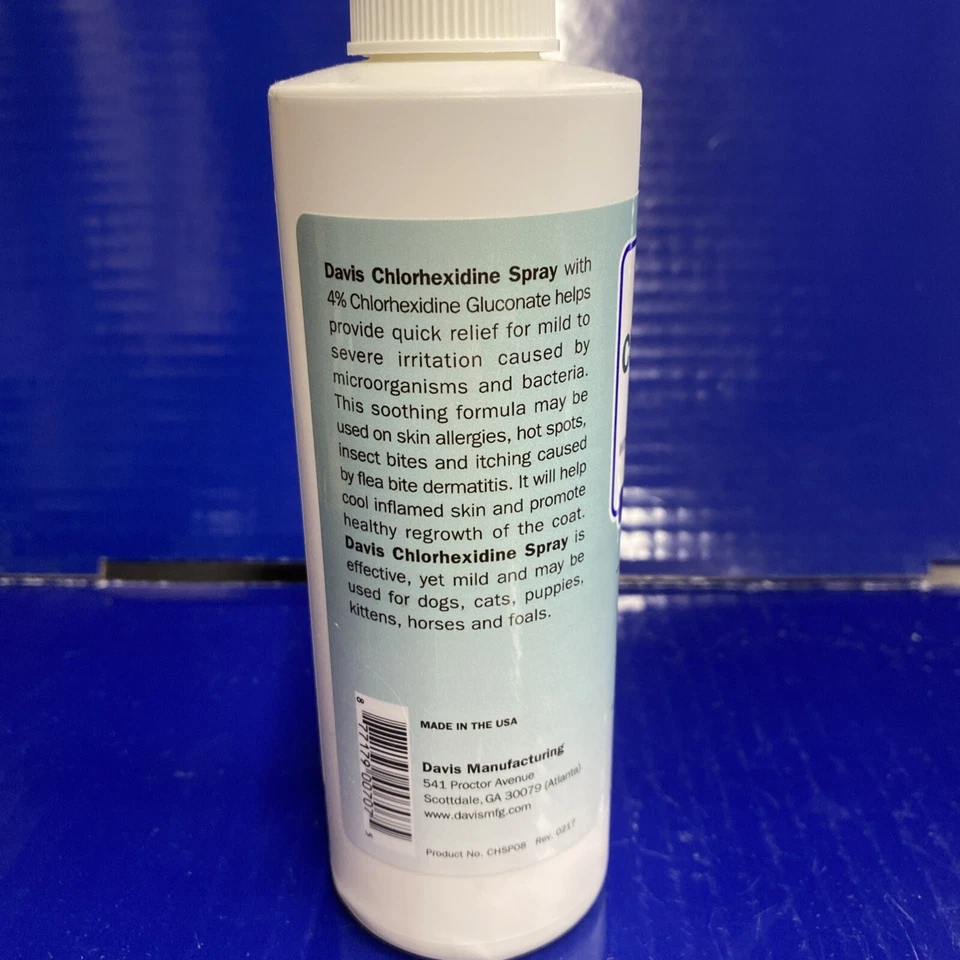 Davis Chlorhexidine Spray with
4% Chlorhexidine Gluconate helps
provide quick relief for mild to
severe irritation caused by
microorganisms and bacteria.
This soothing formula may be
used on skin allergies, hot spots,
insect bites and itching caused
by flea bite dermatitis. It will help
cool inflamed skin and promote
healthy regrowth of the coat.
Davis Chlorhexidine Spray is
effective, yet mild and may be
used for dogs, cats, puppies,
kittens, horses and foals.
MADE IN THE USA
Davis Manufacturing
541 Proctor Avenue
Scottdale, GA 30079 (Atlanta)
www.davismfg.com
Product No. CHSP08 Rev. 0217
8 77179 00707 5